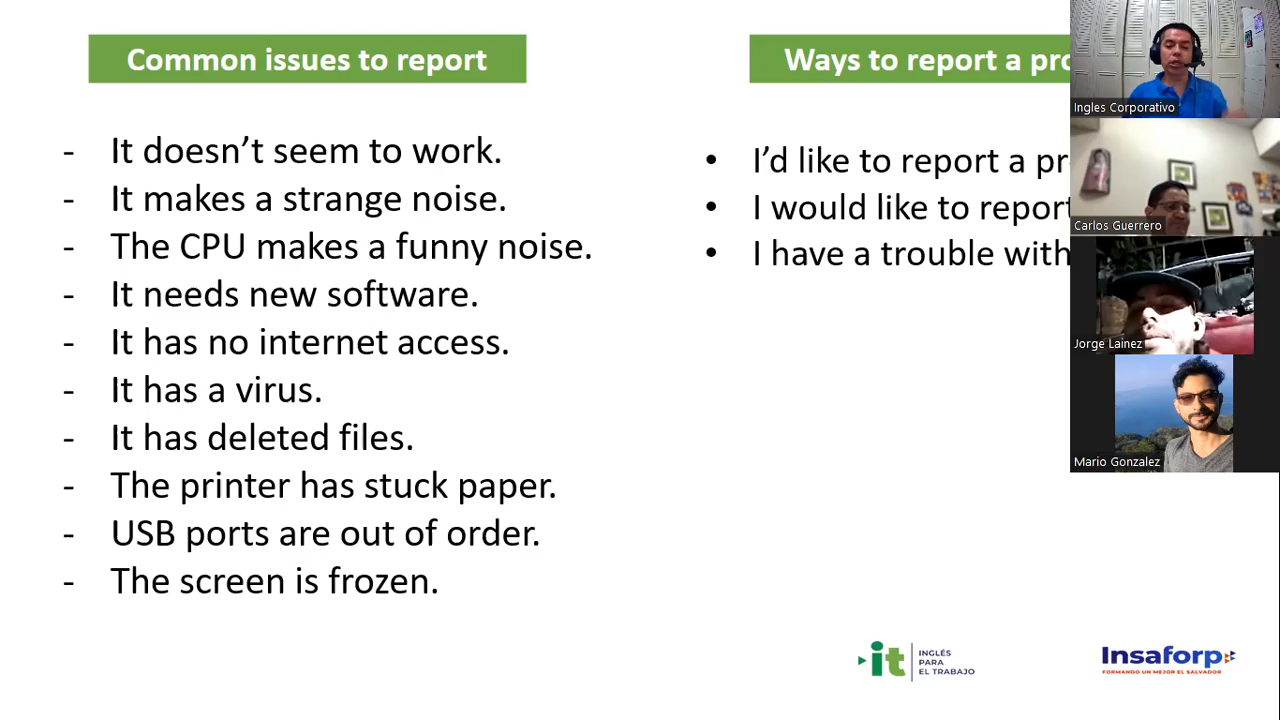 Common issues to report
- It doesn't seem to work.
- It makes a strange noise.
- The CPU makes a funny noise.
- It needs new software.
- It has no internet access.
- It has a virus.
- It has deleted files.
- The printer has stuck paper.
- USB ports are out of order.
- The screen is frozen.
Ways to report a pro
• I'd like to report a pr
• I would like to report
• I have a trouble with
Ingles Corporativo
Carlos Guerrero
Jorge Lainez
Mario Gonzalez
it INGLÉS
PARA
EL TRABAJO
Insaforp
FORMANDO UN MEJOR EL SALVADOR